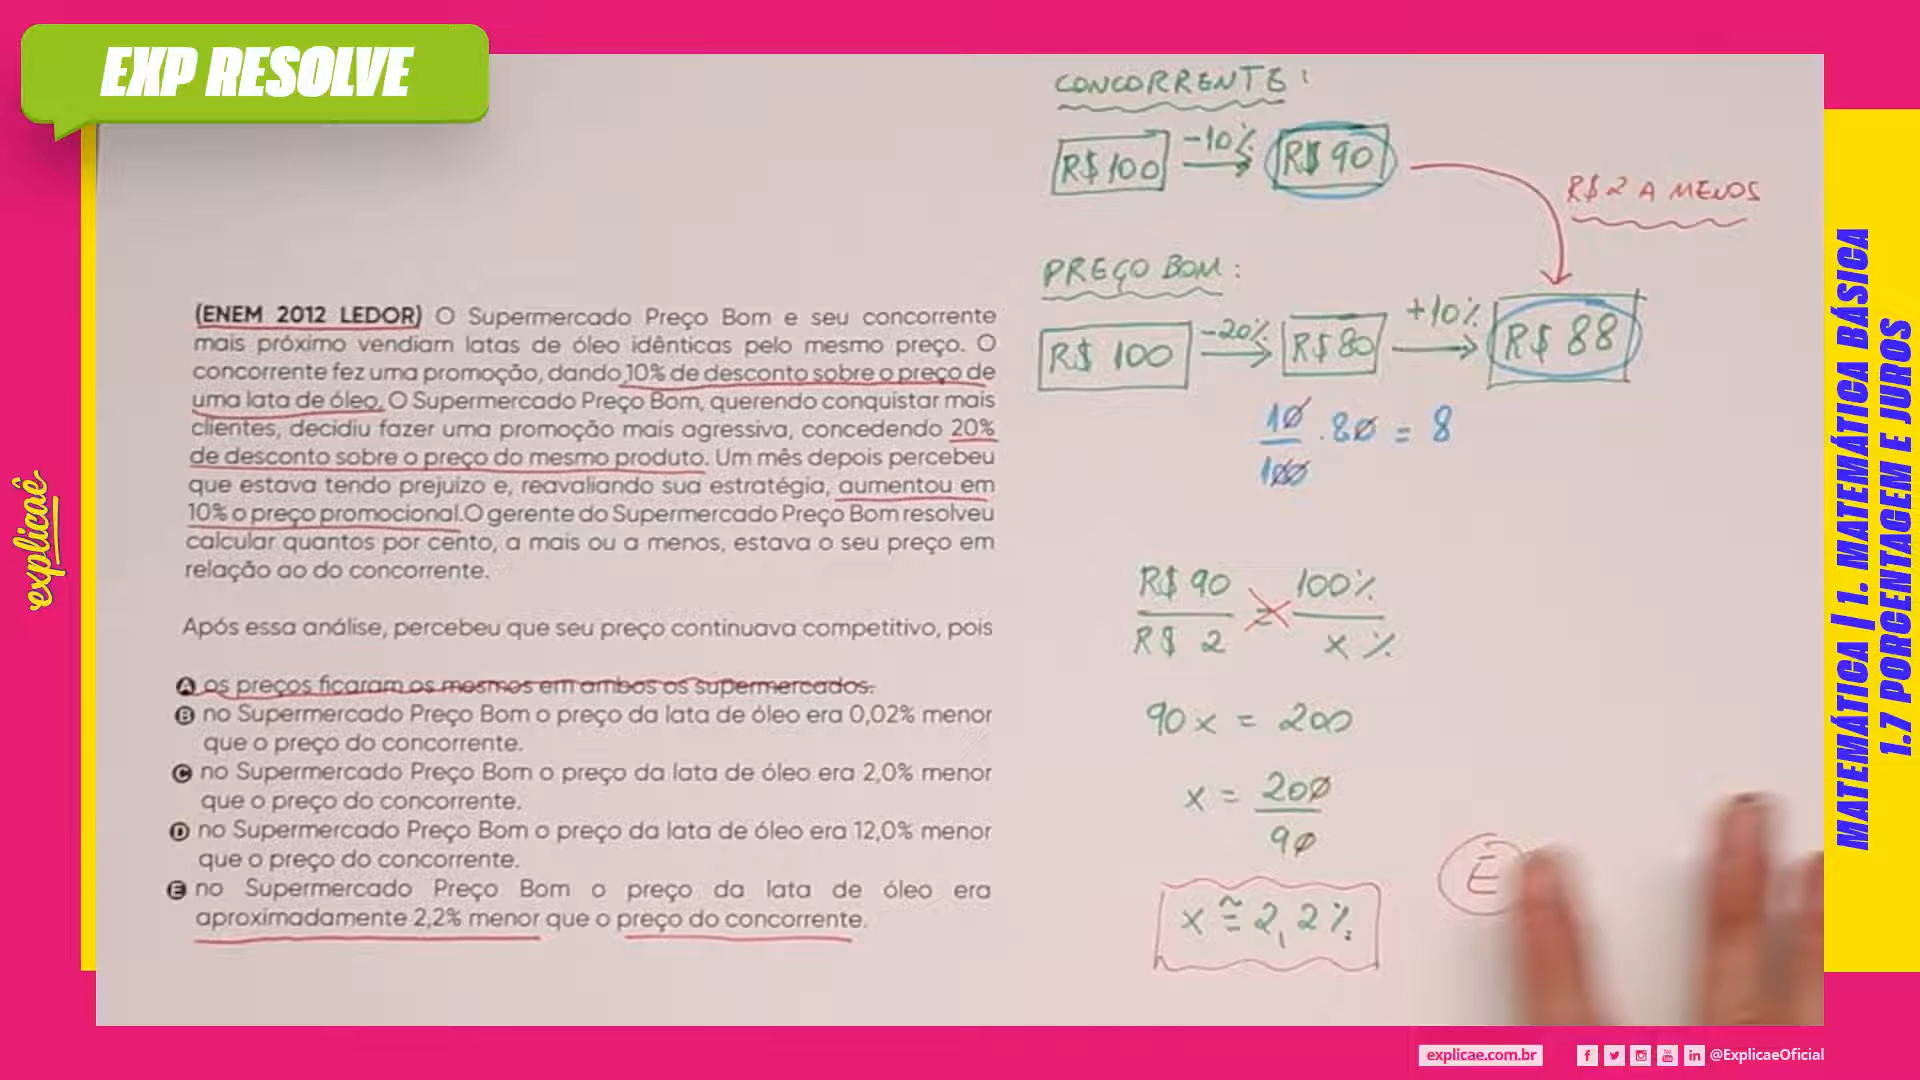 EXP RESOLVE
(ENEM 2012 LEDOR) O Supermercado Preço Bom e seu concorrente
mais próximo vendiam latas de óleo idênticas pelo mesmo preço. O
concorrente fez uma promoção, dando 10% de desconto sobre o preço de
uma lata de óleo. O Supermercado Preço Bom, querendo conquistar mais
clientes, decidiu fazer uma promoção mais agressiva, concedendo 20%
de desconto sobre o preço do mesmo produto. Um mês depois percebeu
que estava tendo prejuízo e, reavaliando sua estratégia, aumentou em
10% o preço promocional. O gerente do Supermercado Preço Bom resolveu
calcular quantos por cento, a mais ou a menos, estava o seu preço em
relação ao do concorrente.
Após essa análise, percebeu que seu preço continuava competitivo, pois
A os preços ficaram os mesmos em ambos os supermercados.
B no Supermercado Preço Bom o preço da lata de óleo era 0,02% menor
que o preço do concorrente.
C no Supermercado Preço Bom o preço da lata de óleo era 2,0% menor
que o preço do concorrente.
D no Supermercado Preço Bom o preço da lata de óleo era 12,0% menor
que o preço do concorrente.
E no Supermercado Preço Bom o preço da lata de óleo era
aproximadamente 2,2% menor que o preço do concorrente.
CONCORRENTE:
R$ 100 -10% R$ 90
R$ 2 A MENOS
PREÇO BOM:
R$ 100 -20% R$ 80 +10% R$ 88
10/100 . 80 = 8
R$ 90 = 100%
R$ 2 x %
90x = 200
x = 200/90
x ≅ 2,2%
E
explicaê
MATEMÁTICA | 1. MATEMÁTICA BÁSICA
1.7 PORCENTAGEM E JUROS
explicae.com.br
@ExplicaeOficial